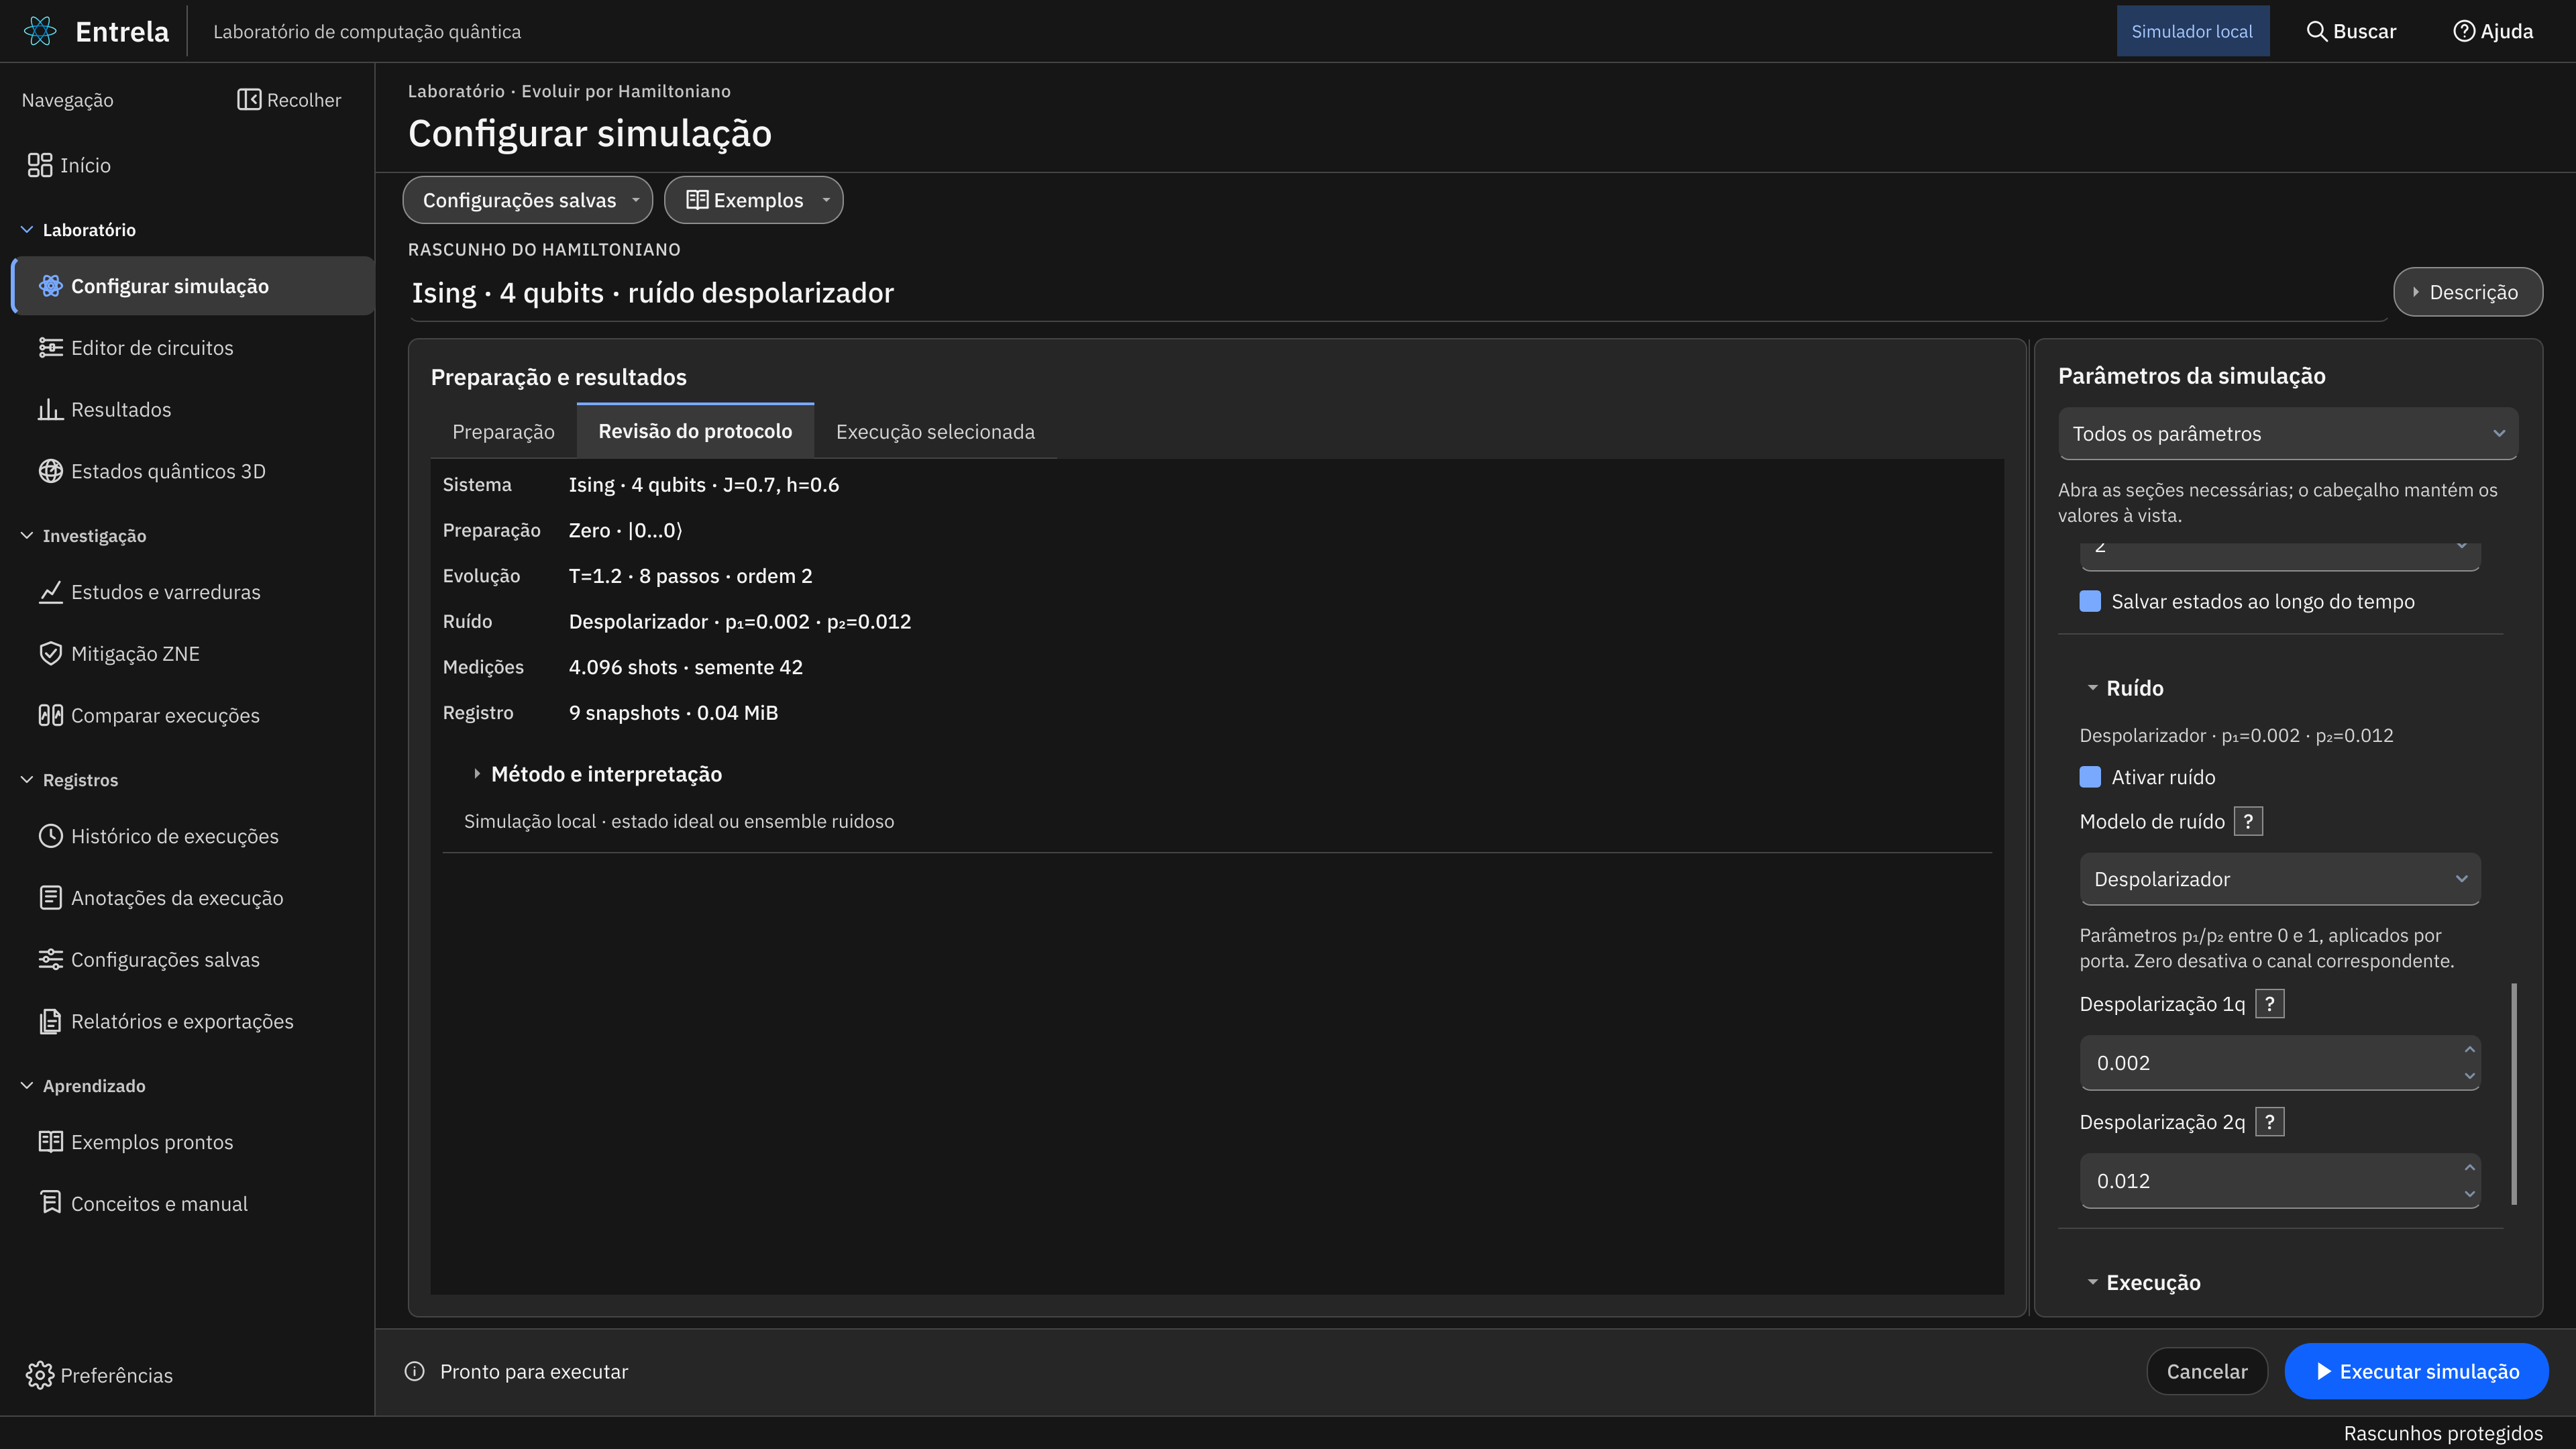 Entrela
Laboratório de computação quântica
Simulador local
Buscar
? Ajuda
Navegação
Recolher
Início
Laboratório
Configurar simulação
Editor de circuitos
Resultados
Estados quânticos 3D
Investigação
Estudos e varreduras
Mitigação ZNE
Comparar execuções
Registros
Histórico de execuções
Anotações da execução
Configurações salvas
Relatórios e exportações
Aprendizado
Exemplos prontos
Conceitos e manual
Preferências
Laboratório · Evoluir por Hamiltoniano
Configurar simulação
Configurações salvas
Exemplos
RASCUNHO DO HAMILTONIANO
Ising · 4 qubits · ruído despolarizador
Descrição
Preparação e resultados
Preparação
Revisão do protocolo
Execução selecionada
Sistema Ising · 4 qubits · J=0.7, h=0.6
Preparação Zero · |0…0⟩
Evolução T=1.2 · 8 passos · ordem 2
Ruído Despolarizador · p₁=0.002 · p₂=0.012
Medições 4.096 shots · semente 42
Registro 9 snapshots · 0.04 MiB
Método e interpretação
Simulação local · estado ideal ou ensemble ruidoso
Parâmetros da simulação
Todos os parâmetros
Abra as seções necessárias; o cabeçalho mantém os
valores à vista.
2
Salvar estados ao longo do tempo
Ruído
Despolarizador · p₁=0.002 · p₂=0.012
Ativar ruído
Modelo de ruído ?
Despolarizador
Parâmetros p₁/p₂ entre 0 e 1, aplicados por
porta. Zero desativa o canal correspondente.
Despolarização 1q ?
0.002
Despolarização 2q ?
0.012
Execução
Pronto para executar
Cancelar
Executar simulação
Rascunhos protegidos